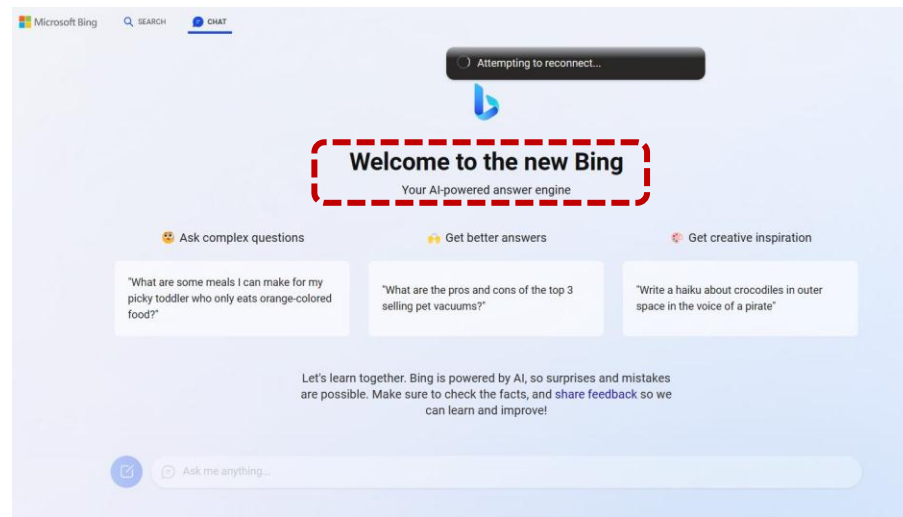 Microsoft Bing
SEARCH
CHAT
Attempting to reconnect...
Welcome to the new Bing
Your AI-powered answer engine
Ask complex questions
Get better answers
Get creative inspiration
"What are some meals I can make for my
picky toddler who only eats orange-colored
food?"
"What are the pros and cons of the top 3
selling pet vacuums?"
"Write a haiku about crocodiles in outer
space in the voice of a pirate"
Let's learn together. Bing is powered by AI, so surprises and mistakes
are possible. Make sure to check the facts, and share feedback so we
can learn and improve!
Ask me anything...